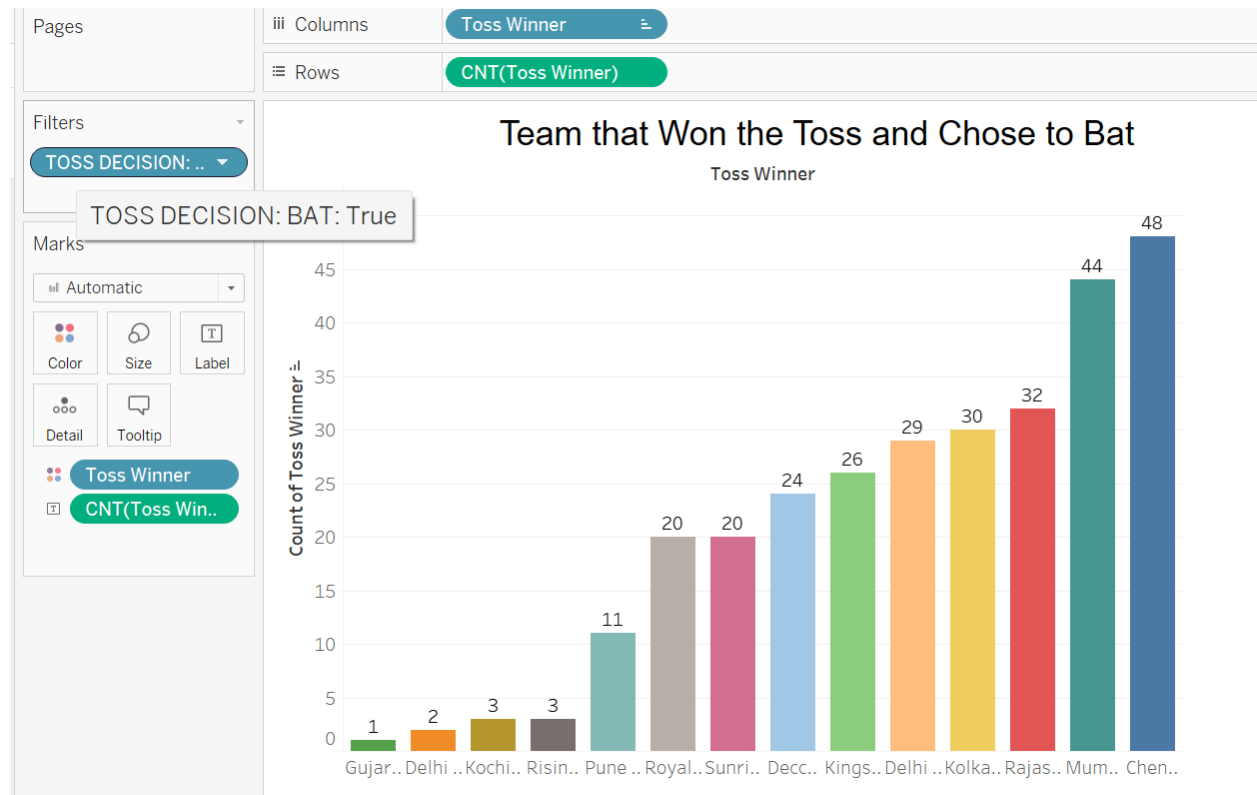 Pages
iii Columns
Toss Winner
Rows
CNT(Toss Winner)
Filters
TOSS DECISION: ..
TOSS DECISION: BAT: True
Marks
Automatic
Color
Size
T
Label
Detail
Tooltip
Toss Winner
T
CNT(Toss Win..
Team that Won the Toss and Chose to Bat
Toss Winner
Count of Toss Winner
45
40
35
30
25
20
15
10
5
0
1
2
3
3
11
20
20
24
26
29
30
32
44
48
Gujar.. Delhi .. Kochi.. Risin.. Pune .. Royal.. Sunri.. Decc.. Kings.. Delhi .. Kolka.. Rajas.. Mum.. Chen..